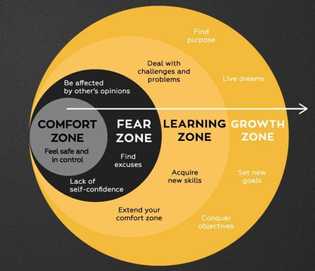 Find
purpose
Deal with
challenges and
problems
Live dreams
Be affected
by other's opinions
COMFORT
ZONE
Feel safe and
in control
FEAR
ZONE
LEARNING
ZONE
GROWTH
ZONE
Find
excuses
Lack of
self-confidence
Acquire
new skills
Set new
goals
Extend your
comfort zone
Conquer
objectives